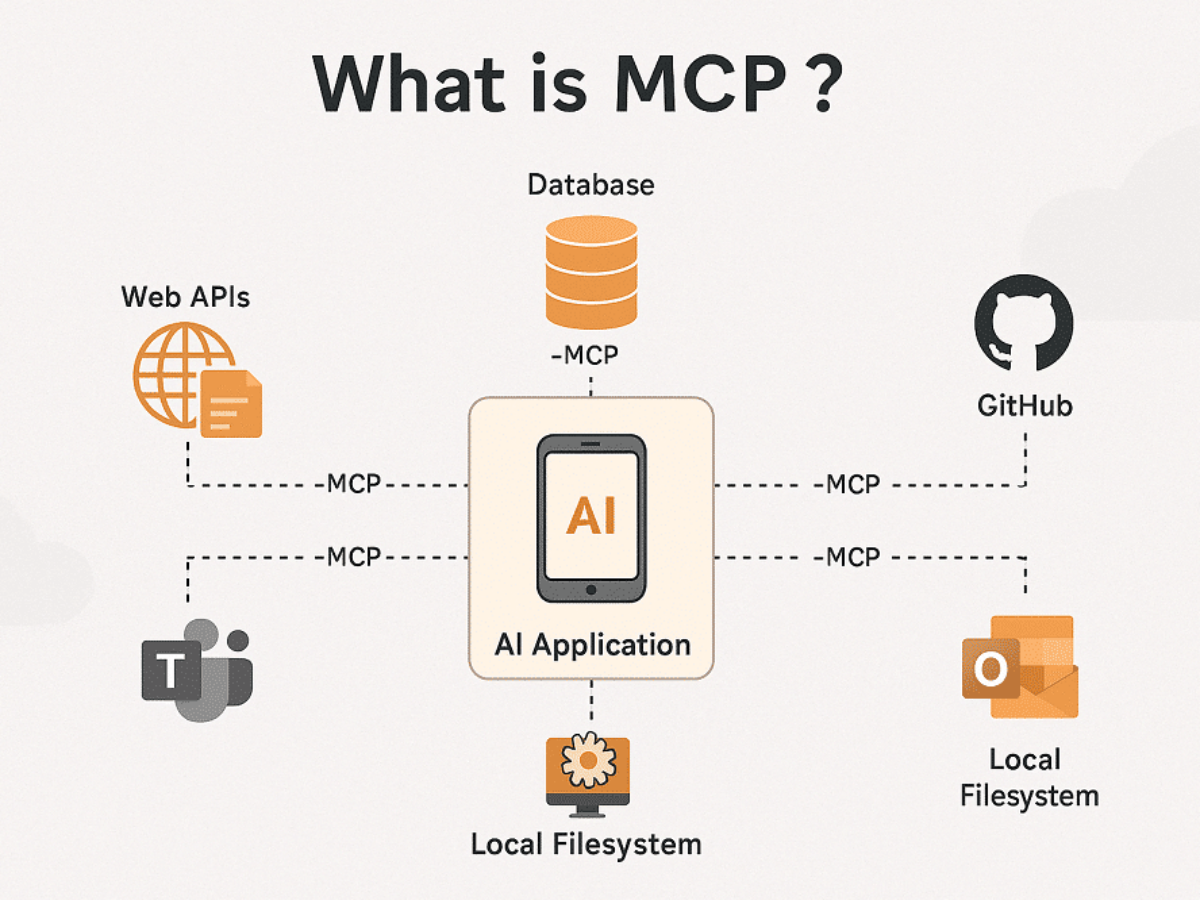 What is MCP ?
Database
Web APIs
-MCP
GitHub
-MCP
-MCP
AI
-MCP
-MCP
T
AI Application
O
Local
Filesystem
Local Filesystem